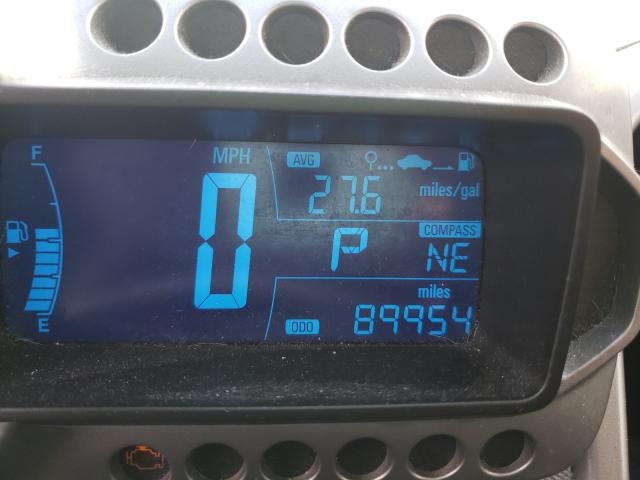 F
MPH
AVG
27.6 miles/gal
0
P
COMPASS
NE
E
miles
ODO 89954